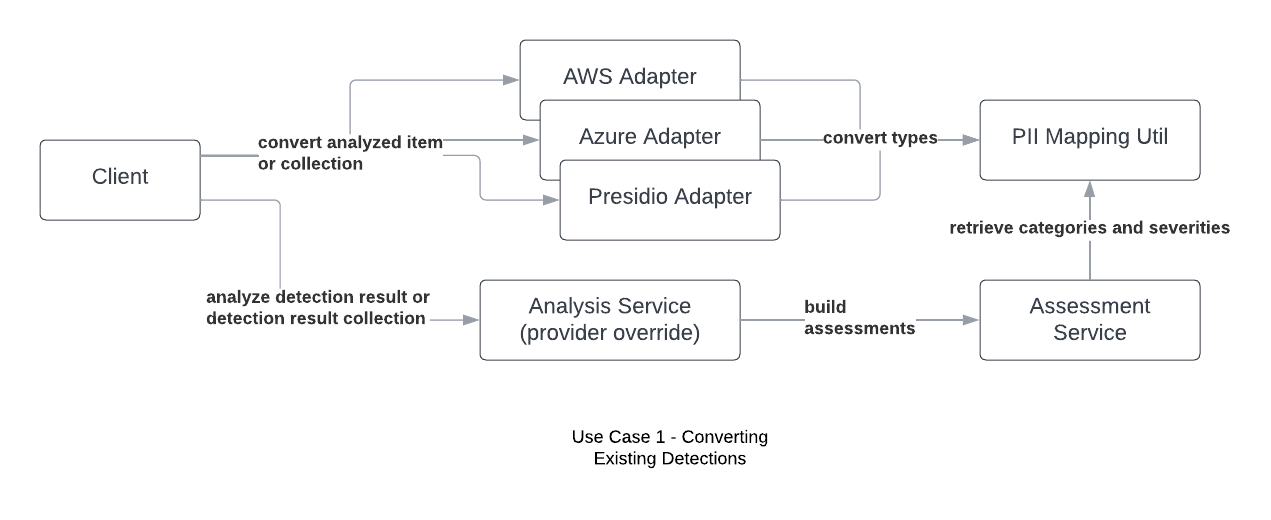 AWS Adapter
Azure Adapter
Presidio Adapter
Client
convert analyzed item
or collection
convert types
PII Mapping Util
retrieve categories and severities
analyze detection result or
detection result collection
Analysis Service
(provider override)
build
assessments
Assessment
Service
Use Case 1 - Converting
Existing Detections